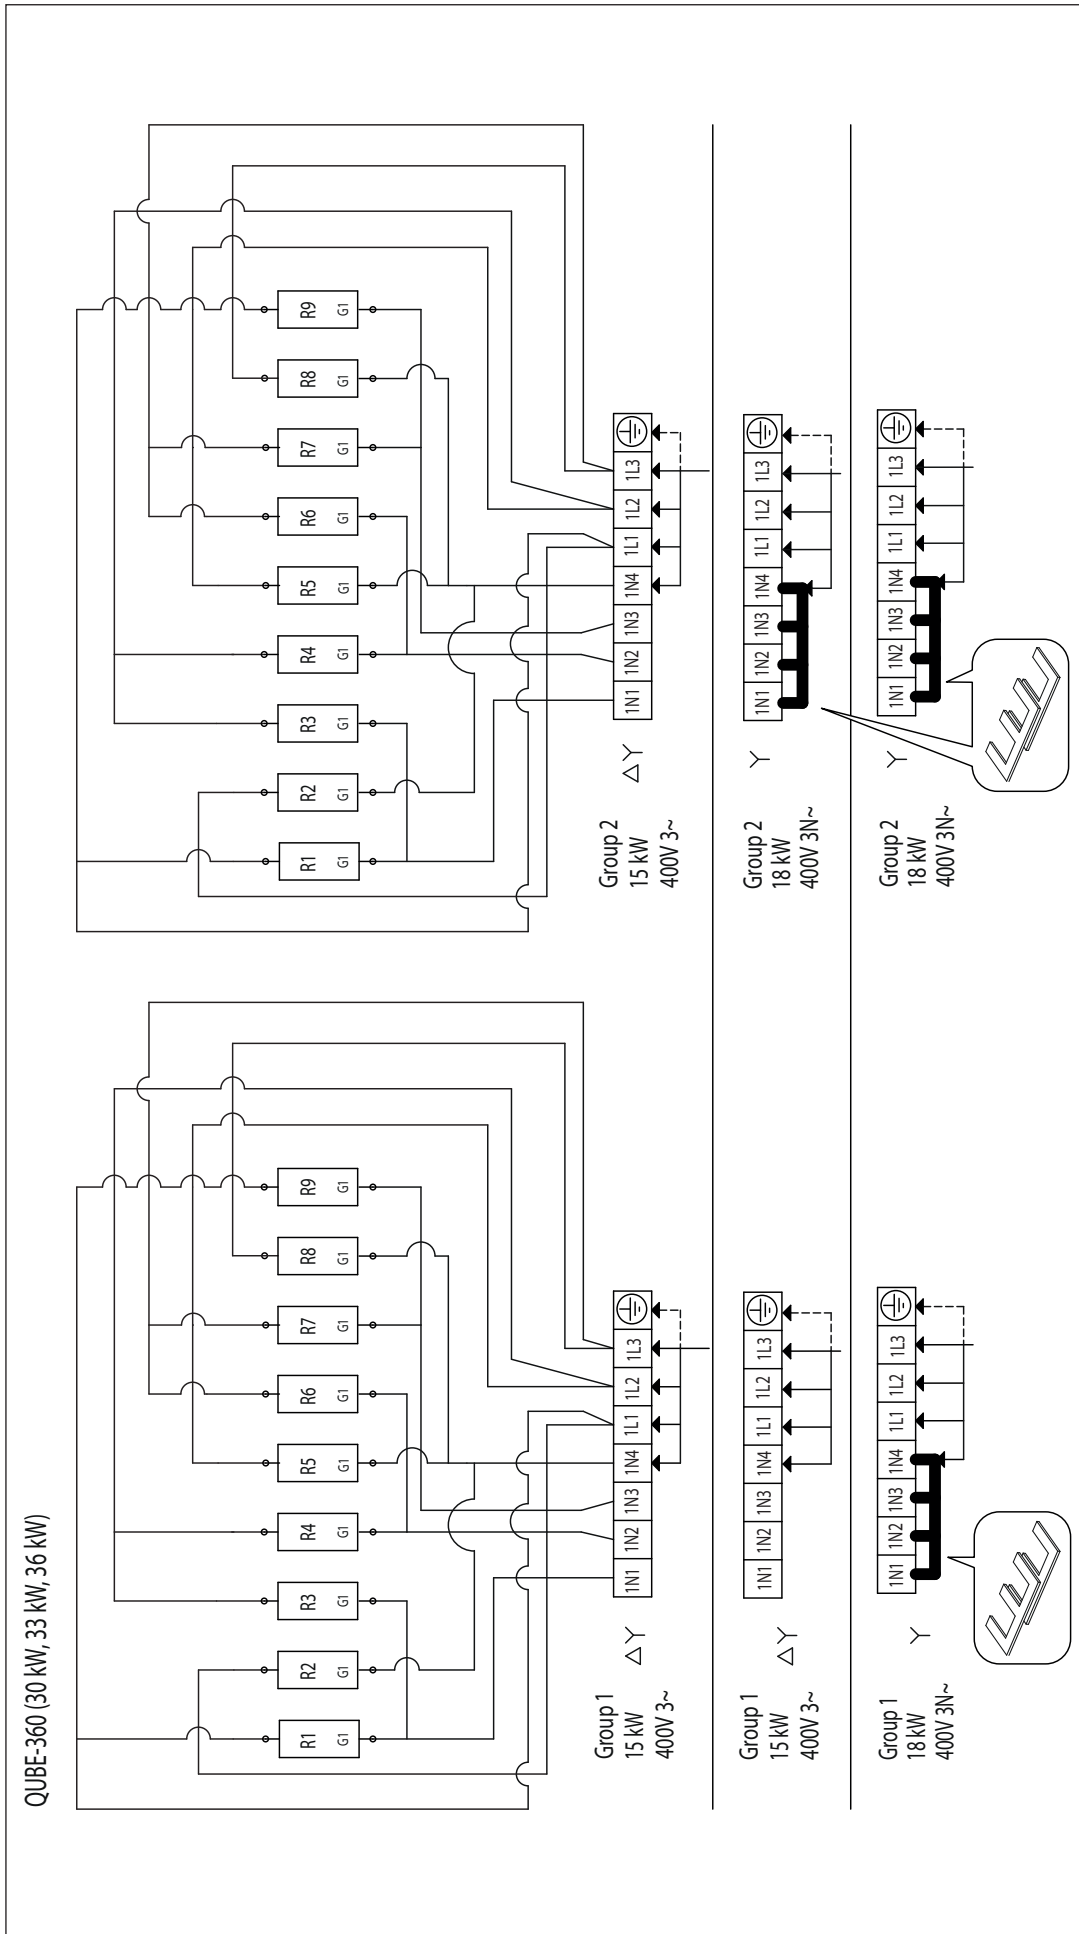 QUBE-360 (30 kW, 33 kW, 36 kW)
R1 G1
R2 G1
R3 G1
R4 G1
R5 G1
R6 G1
R7 G1
R8 G1
R9 G1
R1 G1
R2 G1
R3 G1
R4 G1
R5 G1
R6 G1
R7 G1
R8 G1
R9 G1
Group 1
15 kW
400V 3~
ΔY
1N1 1N2 1N3 1N4 1L1 1L2 1L3
Group 2
15 kW
400V 3~
ΔY
1N1 1N2 1N3 1N4 1L1 1L2 1L3
Group 1
15 kW
400V 3~
ΔY
1N1 1N2 1N3 1N4 1L1 1L2 1L3
Group 2
18 kW
400V 3N~
Y
1N1 1N2 1N3 1N4 1L1 1L2 1L3
Group 1
18 kW
400V 3N~
Y
1N1 1N2 1N3 1N4 1L1 1L2 1L3
Group 2
18 kW
400V 3N~
Y
1N1 1N2 1N3 1N4 1L1 1L2 1L3